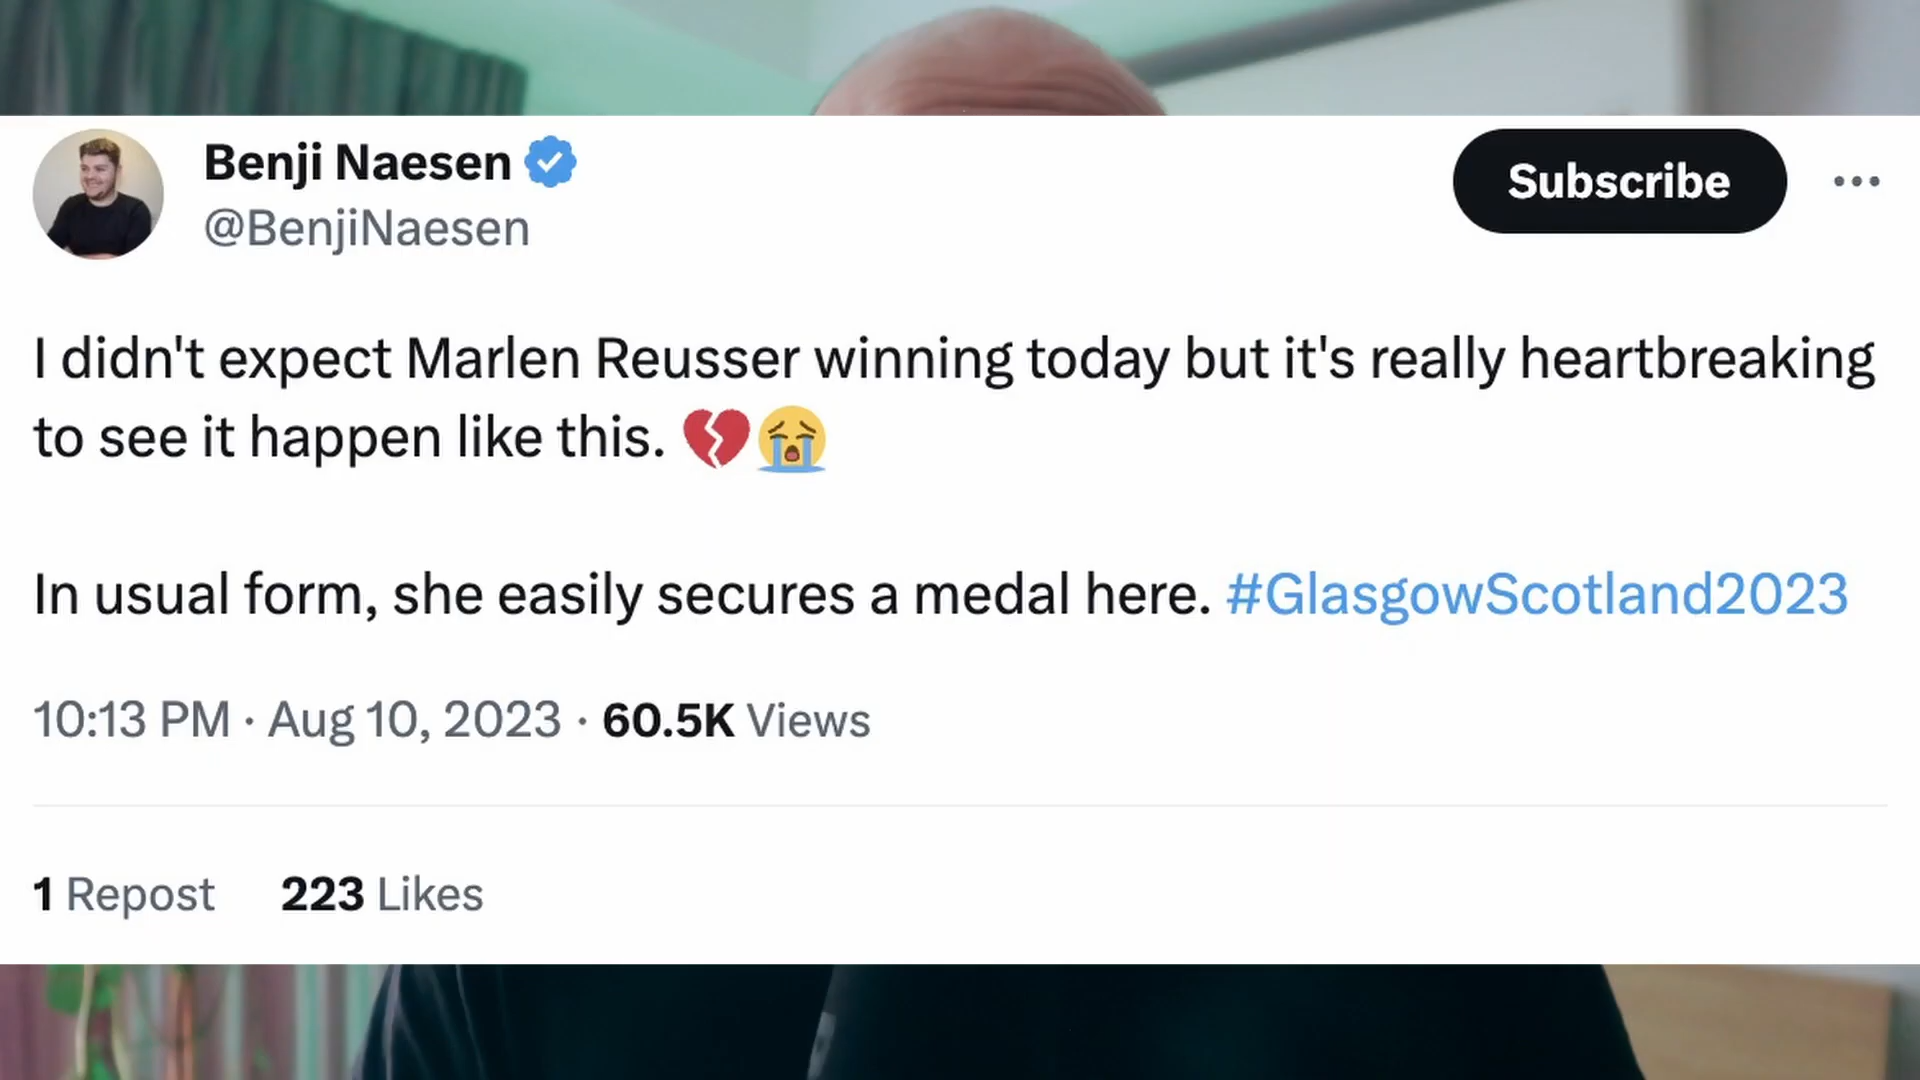 Benji Naesen
@BenjiNaesen
Subscribe
I didn't expect Marlen Reusser winning today but it's really heartbreaking
to see it happen like this. 💔😭
In usual form, she easily secures a medal here. #GlasgowScotland2023
10:13 PM · Aug 10, 2023 · 60.5K Views
1 Repost 223 Likes